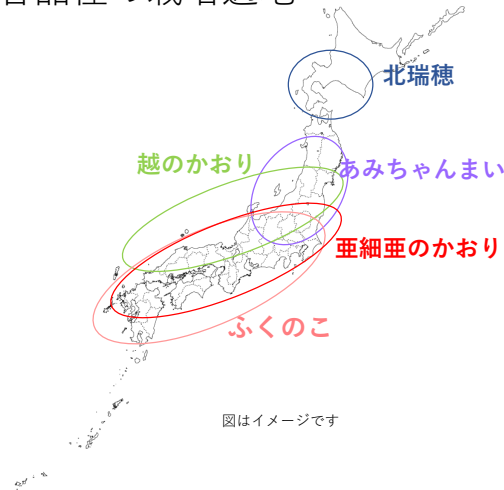 北瑞穂
越のかおり
あみちゃんまい
亜細亜のかおり
ふくのこ
図はイメージです